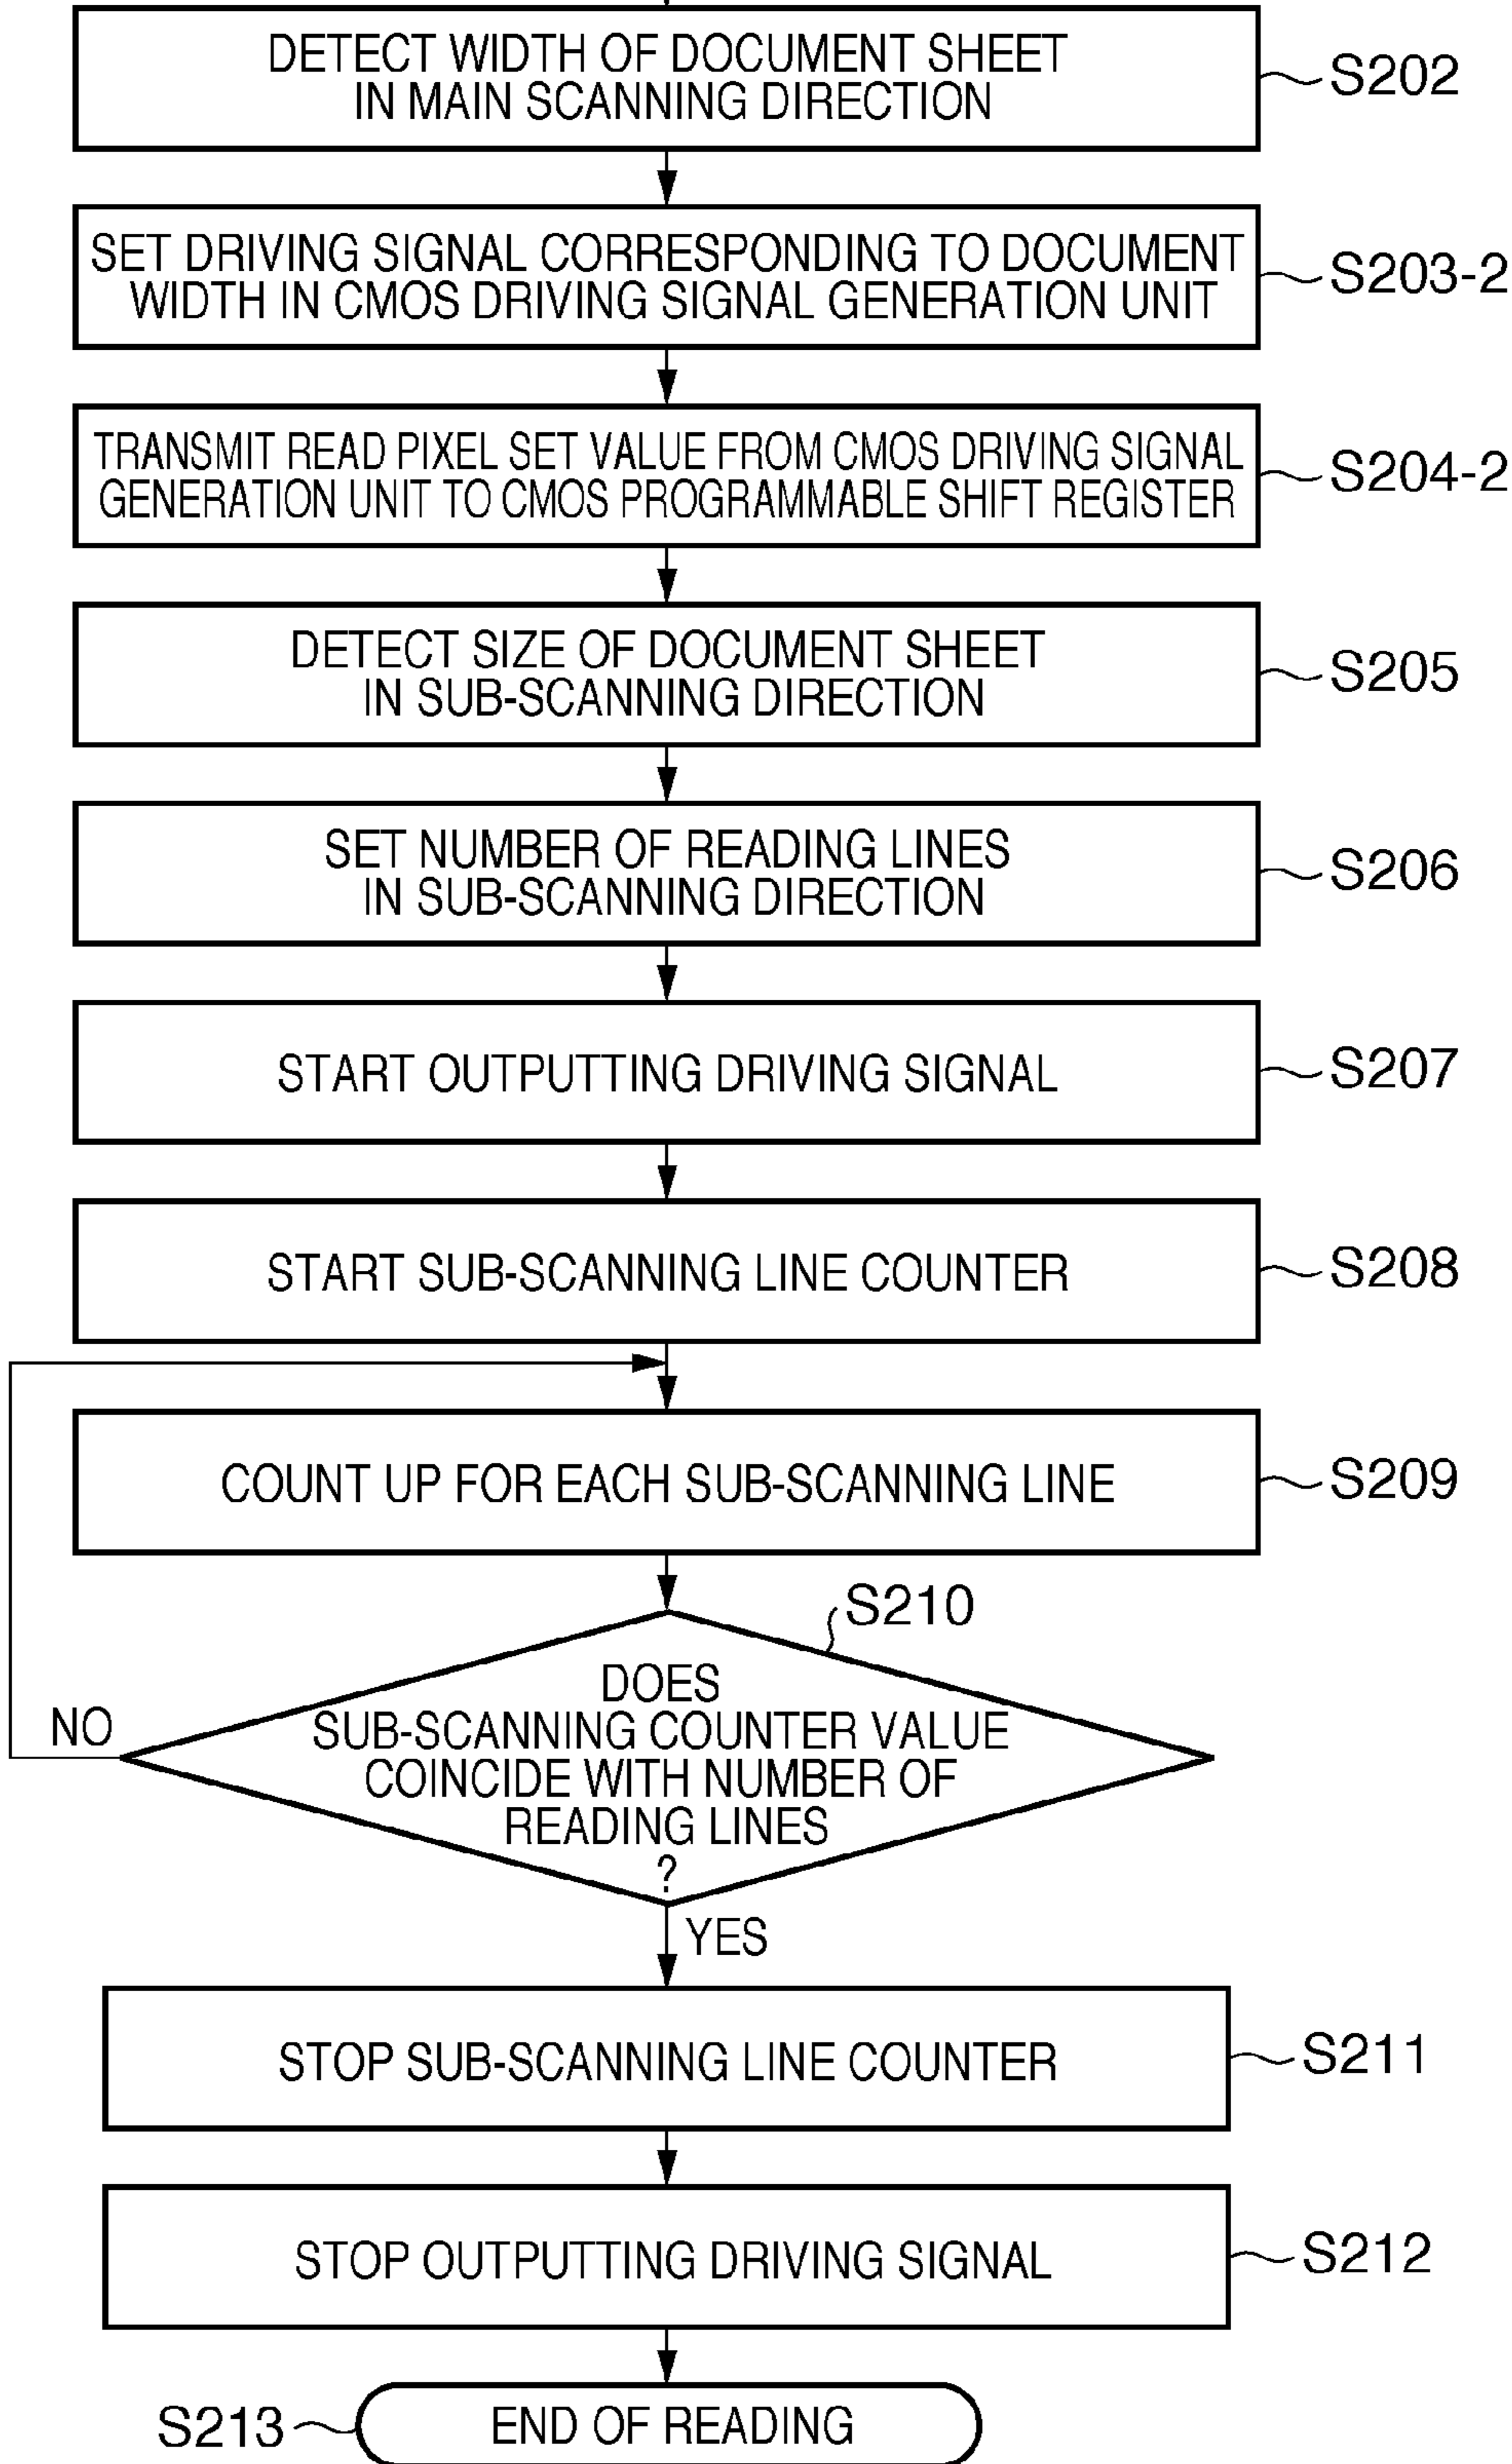 DETECT WIDTH OF DOCUMENT SHEET
IN MAIN SCANNING DIRECTION
S202
SET DRIVING SIGNAL CORRESPONDING TO DOCUMENT
WIDTH IN CMOS DRIVING SIGNAL GENERATION UNIT
S203-2
TRANSMIT READ PIXEL SET VALUE FROM CMOS DRIVING SIGNAL
GENERATION UNIT TO CMOS PROGRAMMABLE SHIFT REGISTER
S204-2
DETECT SIZE OF DOCUMENT SHEET
IN SUB-SCANNING DIRECTION
S205
SET NUMBER OF READING LINES
IN SUB-SCANNING DIRECTION
S206
START OUTPUTTING DRIVING SIGNAL
S207
START SUB-SCANNING LINE COUNTER
S208
COUNT UP FOR EACH SUB-SCANNING LINE
S209
S210
DOES
SUB-SCANNING COUNTER VALUE
COINCIDE WITH NUMBER OF
READING LINES
?
NO
YES
STOP SUB-SCANNING LINE COUNTER
S211
STOP OUTPUTTING DRIVING SIGNAL
S212
S213
END OF READING